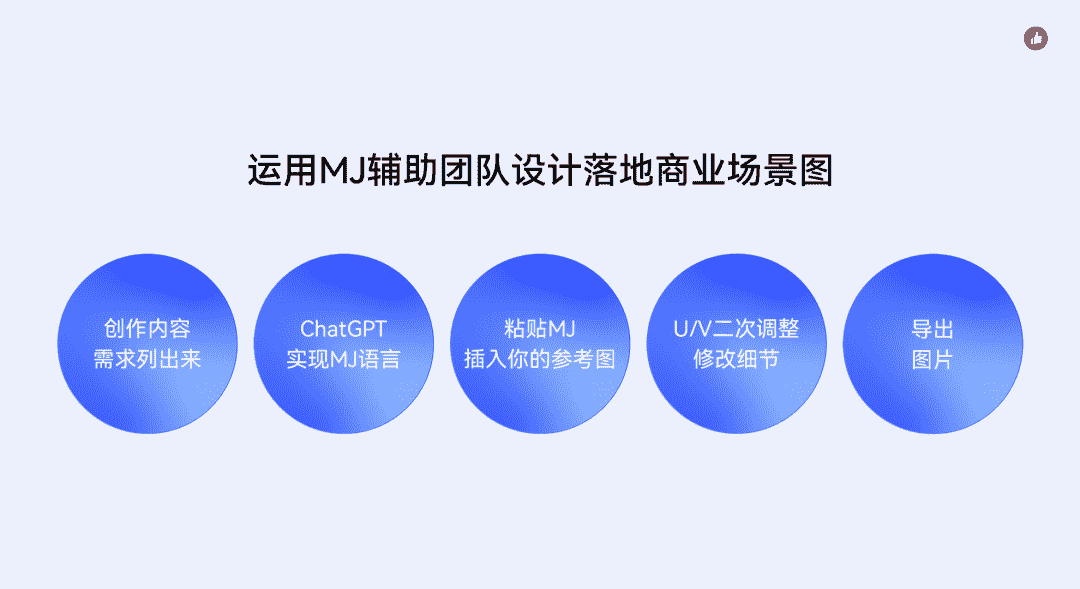 运用MJ辅助团队设计落地商业场景图
创作内容
需求列出来
ChatGPT
实现MJ语言
粘贴MJ
插入你的参考图
U/V二次调整
修改细节
导出
图片